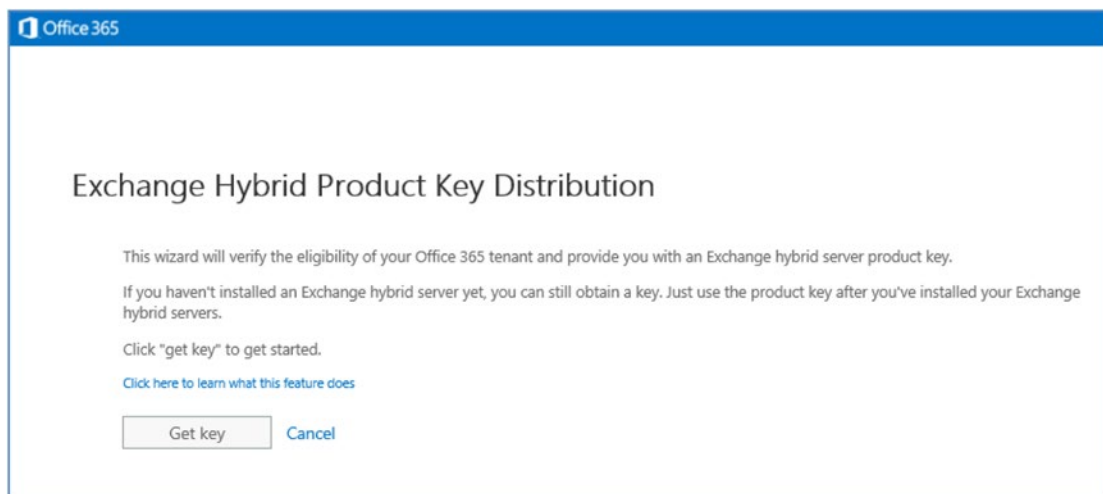 Office 365
Exchange Hybrid Product Key Distribution
This wizard will verify the eligibility of your Office 365 tenant and provide you with an Exchange hybrid server product key.
If you haven't installed an Exchange hybrid server yet, you can still obtain a key. Just use the product key after you've installed your Exchange
hybrid servers.
Click "get key" to get started.
Click here to learn what this feature does
Get key Cancel